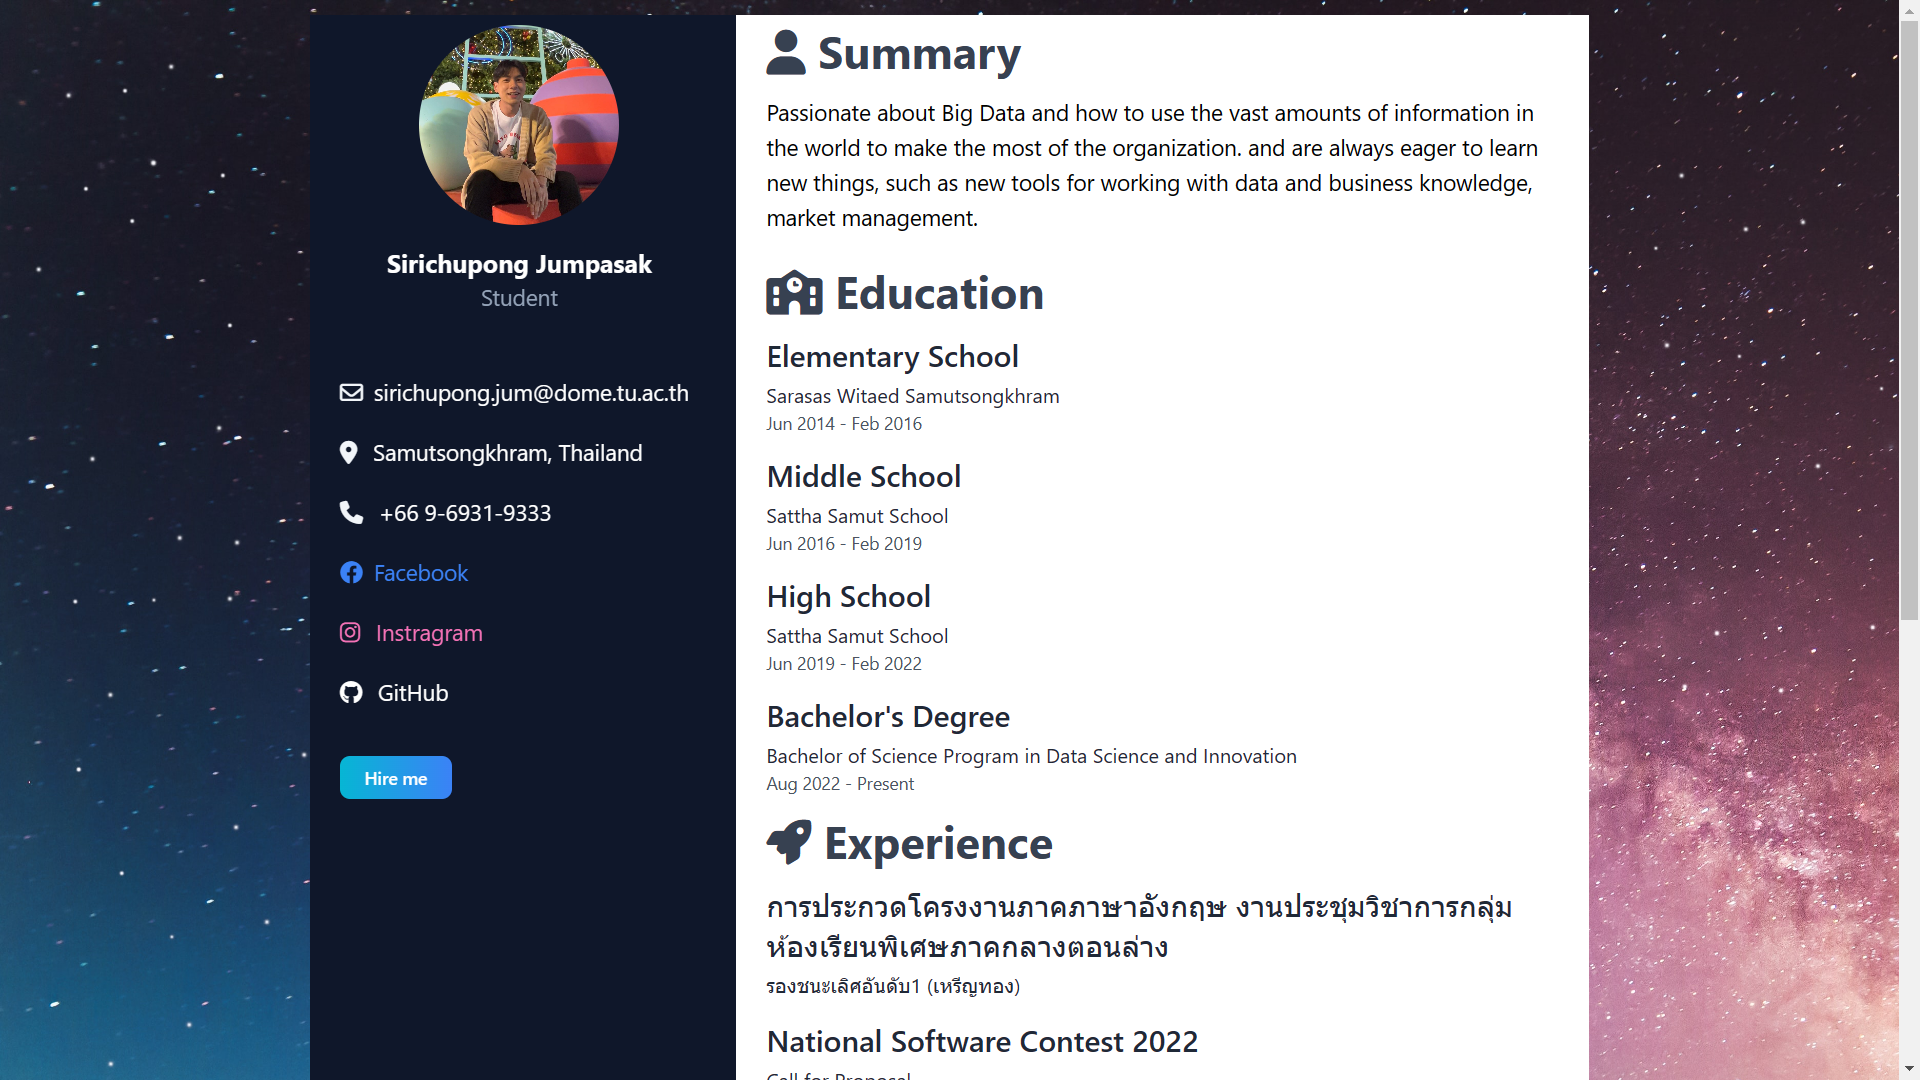 Sirichupong Jumpasak
Student
sirichupong.jum@dome.tu.ac.th
Samutsongkhram, Thailand
+66 9-6931-9333
Facebook
Instragram
GitHub
Hire me
Summary
Passionate about Big Data and how to use the vast amounts of information in
the world to make the most of the organization. and are always eager to learn
new things, such as new tools for working with data and business knowledge,
market management.
Education
Elementary School
Sarasas Witaed Samutsongkhram
Jun 2014 - Feb 2016
Middle School
Sattha Samut School
Jun 2016 - Feb 2019
High School
Sattha Samut School
Jun 2019 - Feb 2022
Bachelor's Degree
Bachelor of Science Program in Data Science and Innovation
Aug 2022 - Present
Experience
การประกวดโครงงานภาคภาษาอังกฤษ งานประชุมวิชาการกลุ่ม
ห้องเรียนพิเศษภาคกลางตอนล่าง
รองชนะเลิศอันดับ1 (เหรีญทอง)
National Software Contest 2022
Call for Proposal